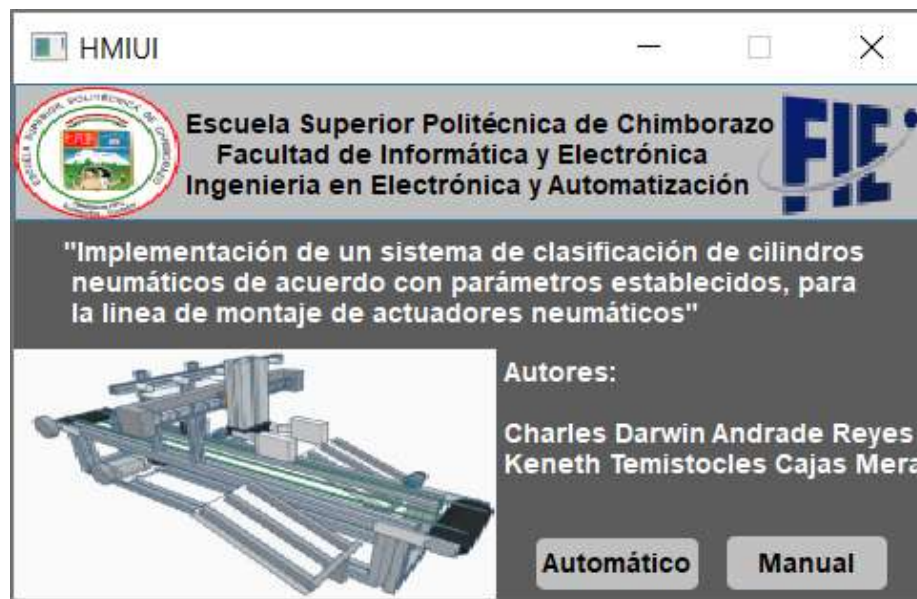 HMIUI
Escuela Superior Politécnica de Chimborazo
Facultad de Informática y Electrónica
Ingenieria en Electrónica y Automatización
FIE
"Implementación de un sistema de clasificación de cilindros
neumáticos de acuerdo con parámetros establecidos, para
la linea de montaje de actuadores neumáticos"
Autores:
Charles Darwin Andrade Reyes
Keneth Temistocles Cajas Mera
Automático
Manual